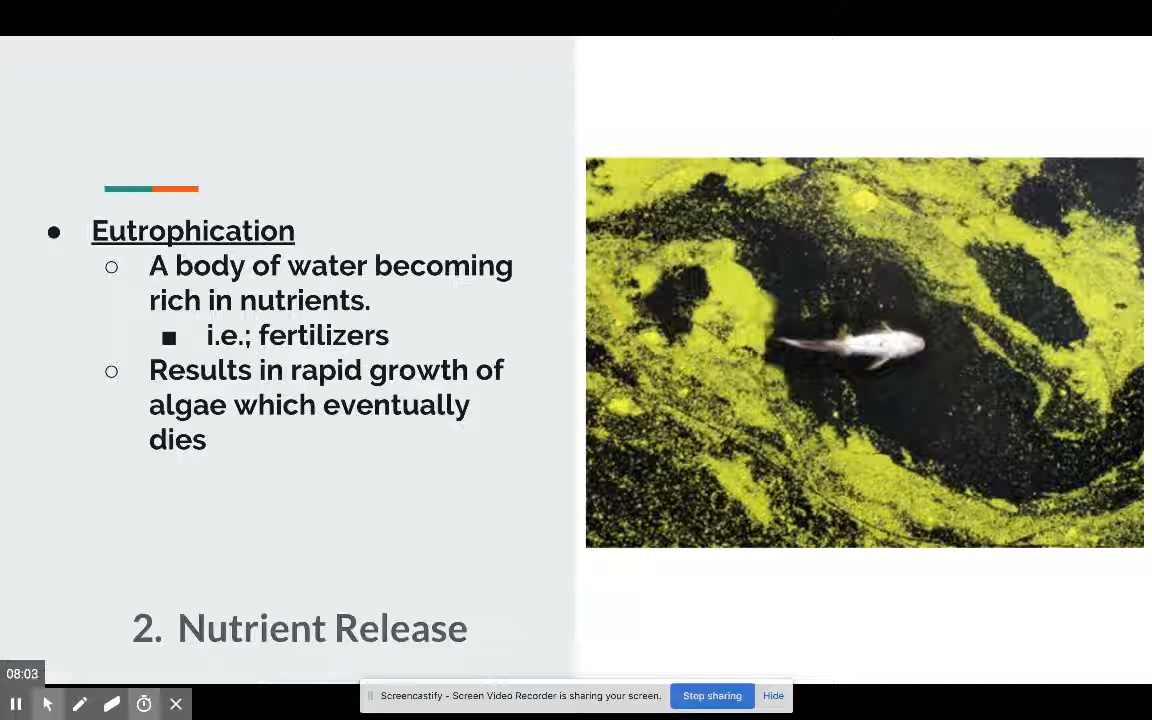 Eutrophication
A body of water becoming
rich in nutrients.
i.e.; fertilizers
Results in rapid growth of
algae which eventually
dies
2. Nutrient Release
08:03
Screencastify - Screen Video Recorder is sharing your screen.
Stop sharing
Hide